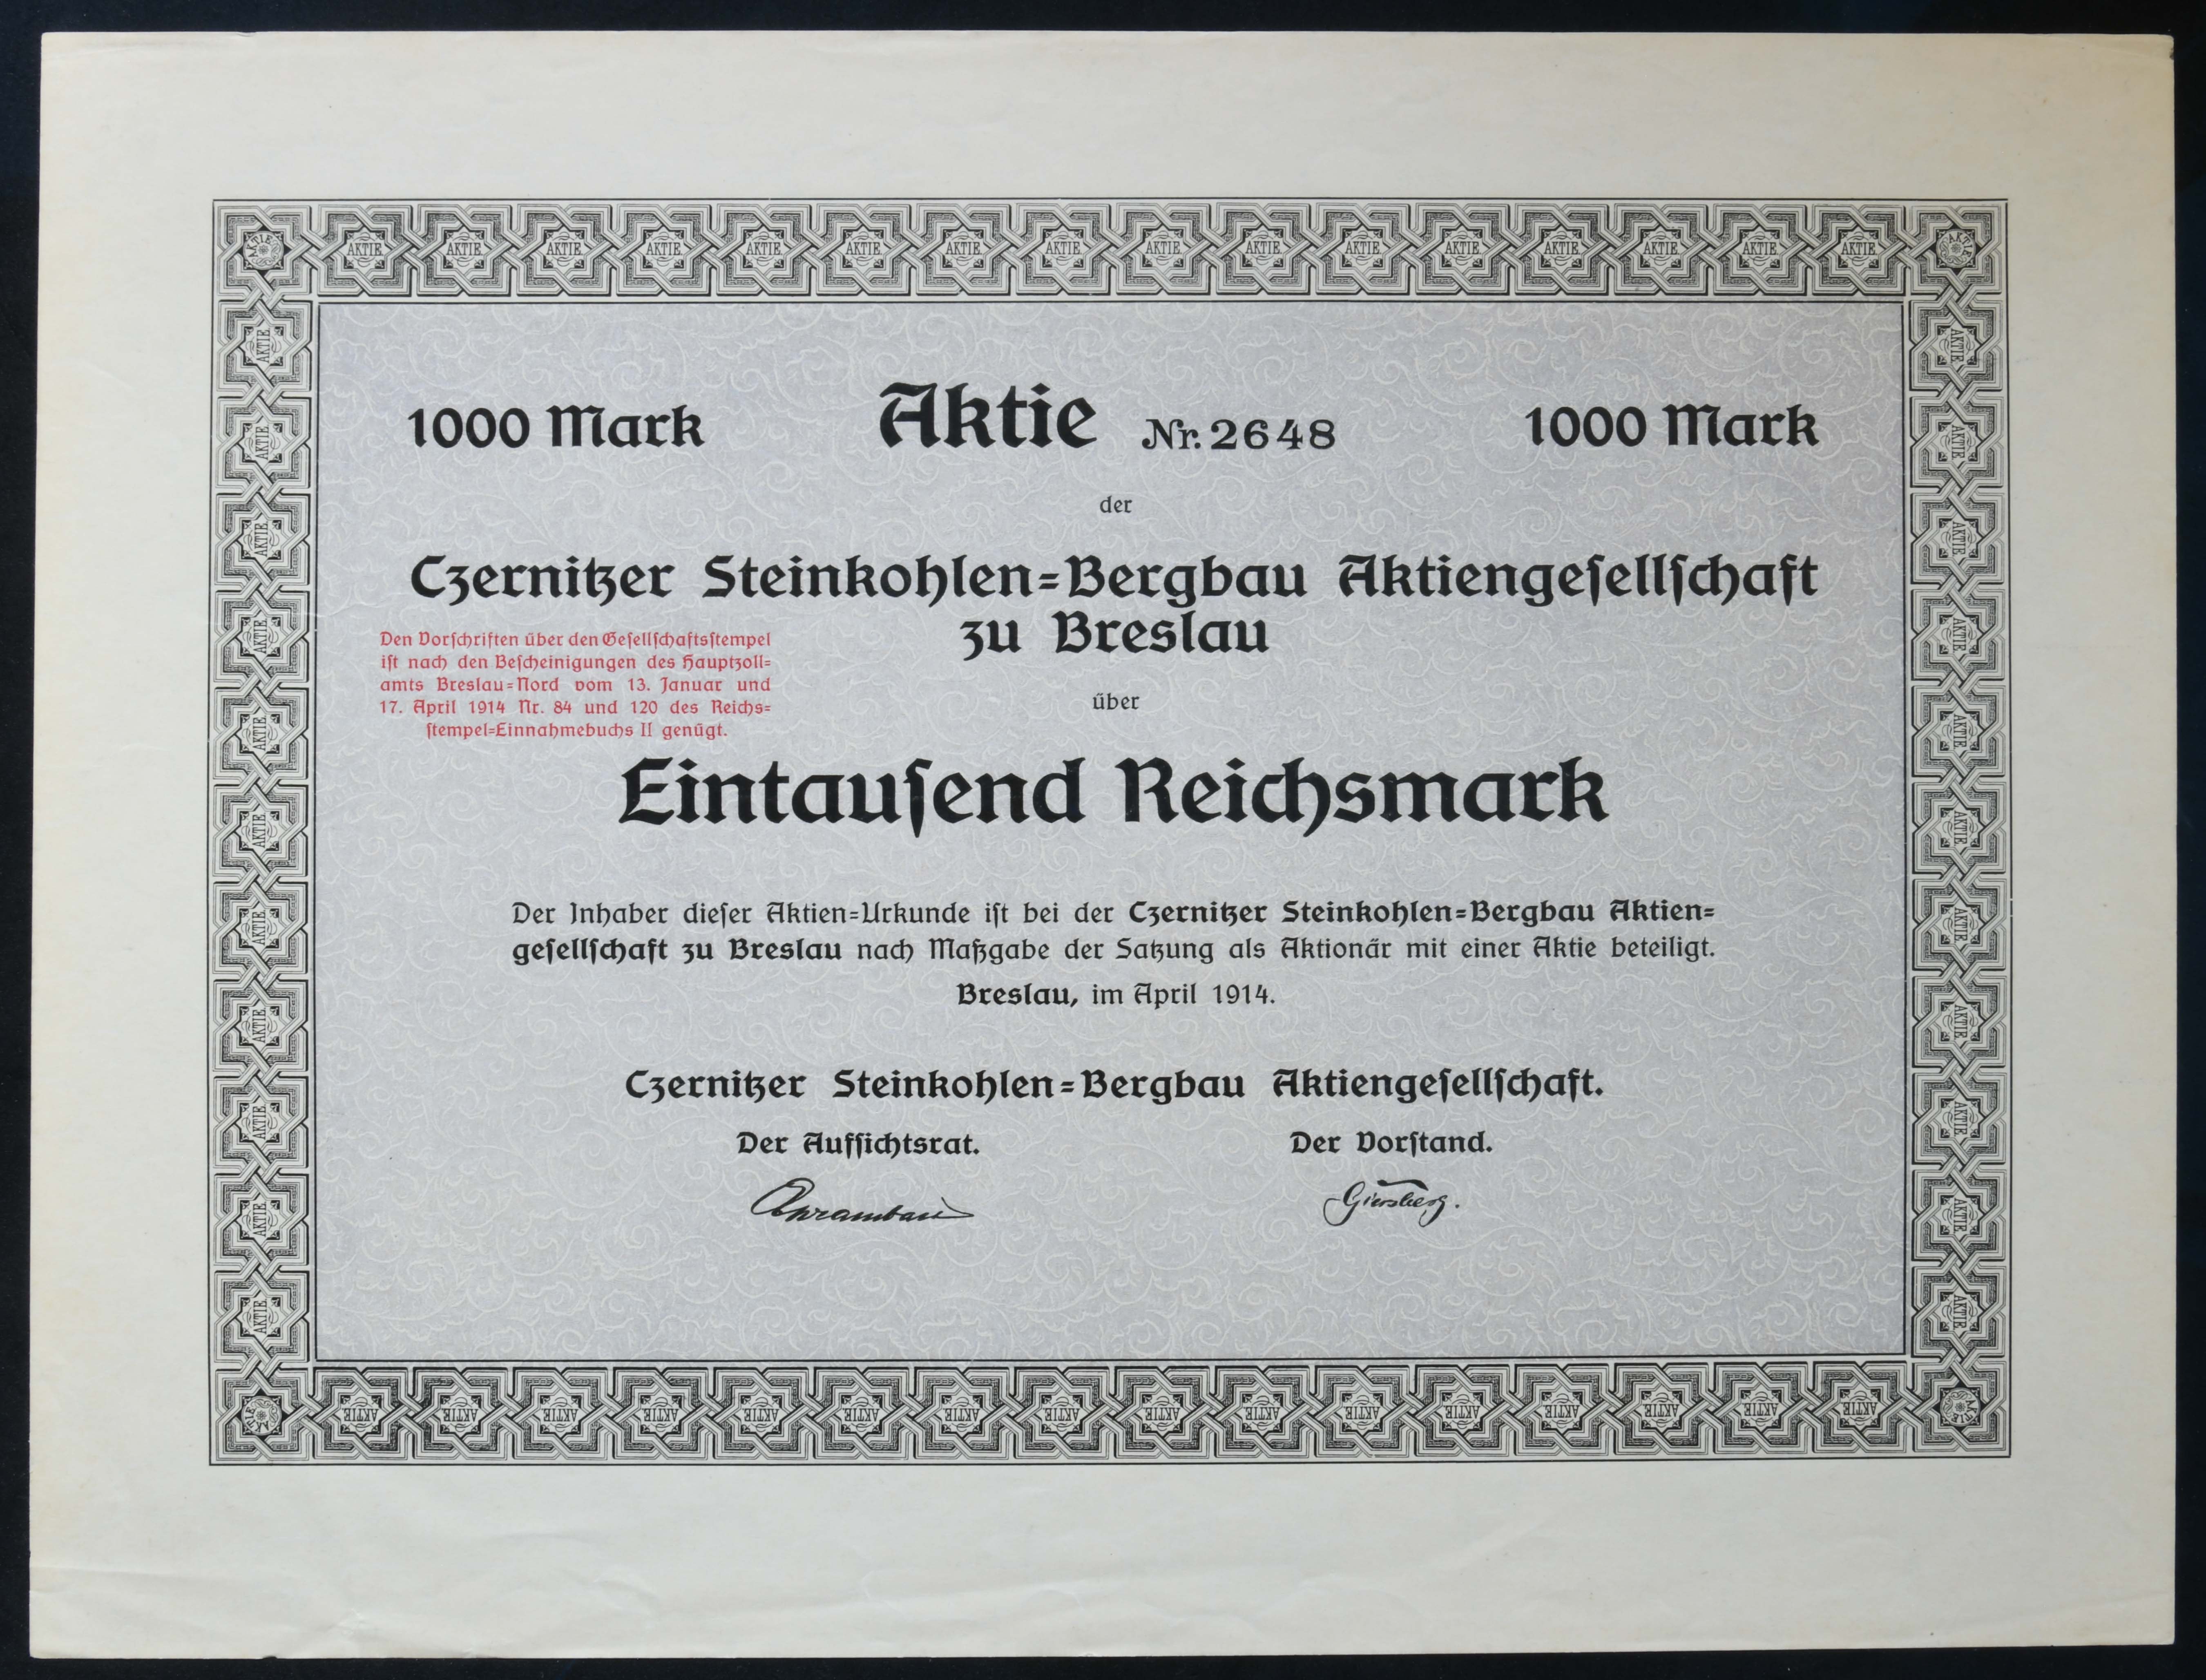 1000 Mark Aktie Nr. 2648 1000 Mark
der
Czernitzer Steinkohlen=Bergbau Aktiengeſellſchaft
zu Breslau
Den Vorſchriften über den Geſellſchaftsſtempel
iſt nach den Beſcheinigungen des Hauptzoll=
amts Breslau=Nord vom 13. Januar und
17. April 1914 Nr. 84 und 120 des Reichs=
ſtempel=Einnahmebuchs II genügt.
über
Eintauſend Reichsmark
Der Inhaber dieſer Aktien=Urkunde iſt bei der Czernitzer Steinkohlen=Bergbau Aktien=
geſellſchaft zu Breslau nach Maßgabe der Satzung als Aktionär mit einer Aktie beteiligt.
Breslau, im April 1914.
Czernitzer Steinkohlen=Bergbau Aktiengeſellſchaft.
Der Aufſichtsrat. Der Vorſtand.
Giersberg.